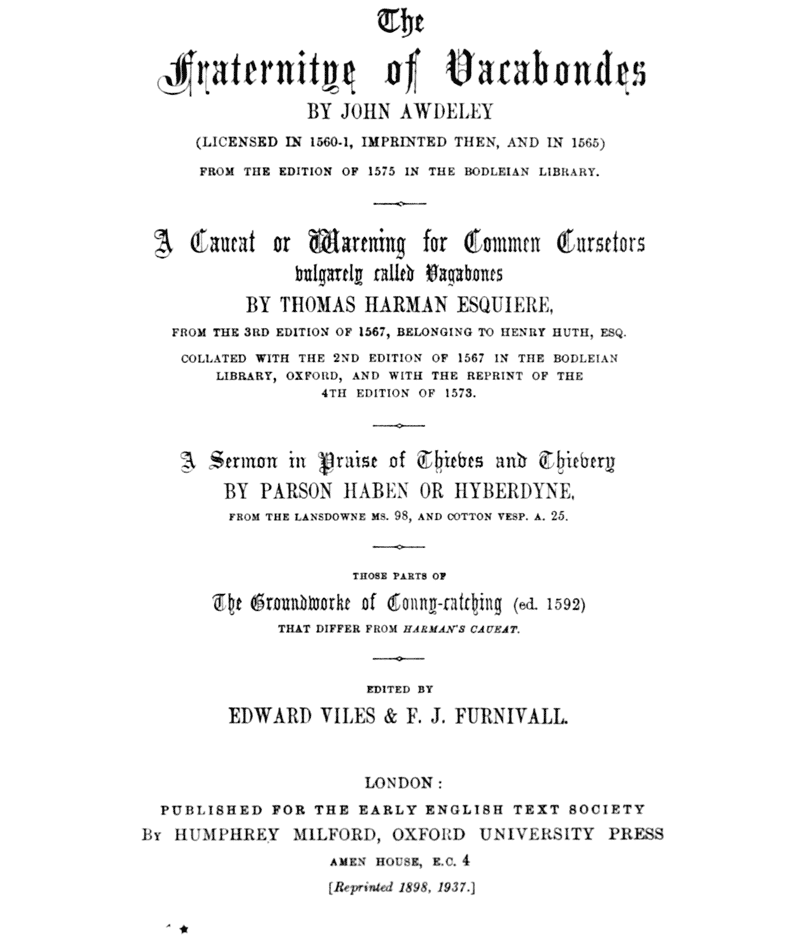 The
Fraternitye of Vacabondes
BY JOHN AWDELEY
(LICENSED IN 1560-1, IMPRINTED THEN, AND IN 1565)
FROM THE EDITION OF 1575 IN THE BODLEIAN LIBRARY.
A Caueat or Warening for Commen Cursetors
vulgarely called Vagabones
BY THOMAS HARMAN ESQUIERE,
FROM THE 3RD EDITION OF 1567, BELONGING TO HENRY HUTH, ESQ.
COLLATED WITH THE 2ND EDITION OF 1567 IN THE BODLEIAN
LIBRARY, OXFORD, AND WITH THE REPRINT OF THE
4TH EDITION OF 1573.
A Sermon in Praise of Thieves and Thievery
BY PARSON HABEN OR HYBERDYNE,
FROM THE LANSDOWNE MS. 98, AND COTTON VESP. A. 25.
THOSE PARTS OF
The Groundworke of Conny-catching (ed. 1592)
THAT DIFFER FROM HARMAN'S CAUEAT.
EDITED BY
EDWARD VILES & F. J. FURNIVALL.
LONDON:
PUBLISHED FOR THE EARLY ENGLISH TEXT SOCIETY
By HUMPHREY MILFORD, OXFORD UNIVERSITY PRESS
AMEN HOUSE, E.C. 4
[Reprinted 1898, 1937.]